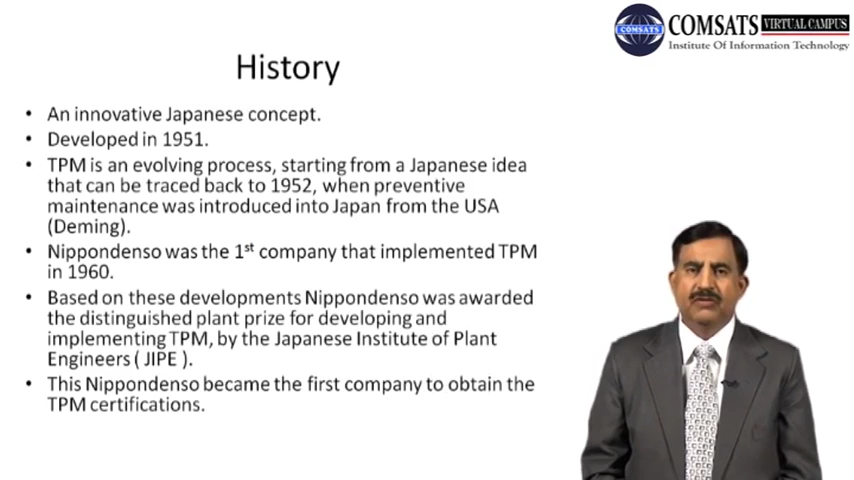 COMSATS
COMSATS VIRTUAL CAMPUS
Institute Of Information Technology
History
• An innovative Japanese concept.
• Developed in 1951.
• TPM is an evolving process, starting from a Japanese idea
that can be traced back to 1952, when preventive
maintenance was introduced into Japan from the USA
(Deming).
• Nippondenso was the 1st company that implemented TPM
in 1960.
• Based on these developments Nippondenso was awarded
the distinguished plant prize for developing and
implementing TPM, by the Japanese Institute of Plant
Engineers ( JIPE ).
• This Nippondenso became the first company to obtain the
TPM certifications.